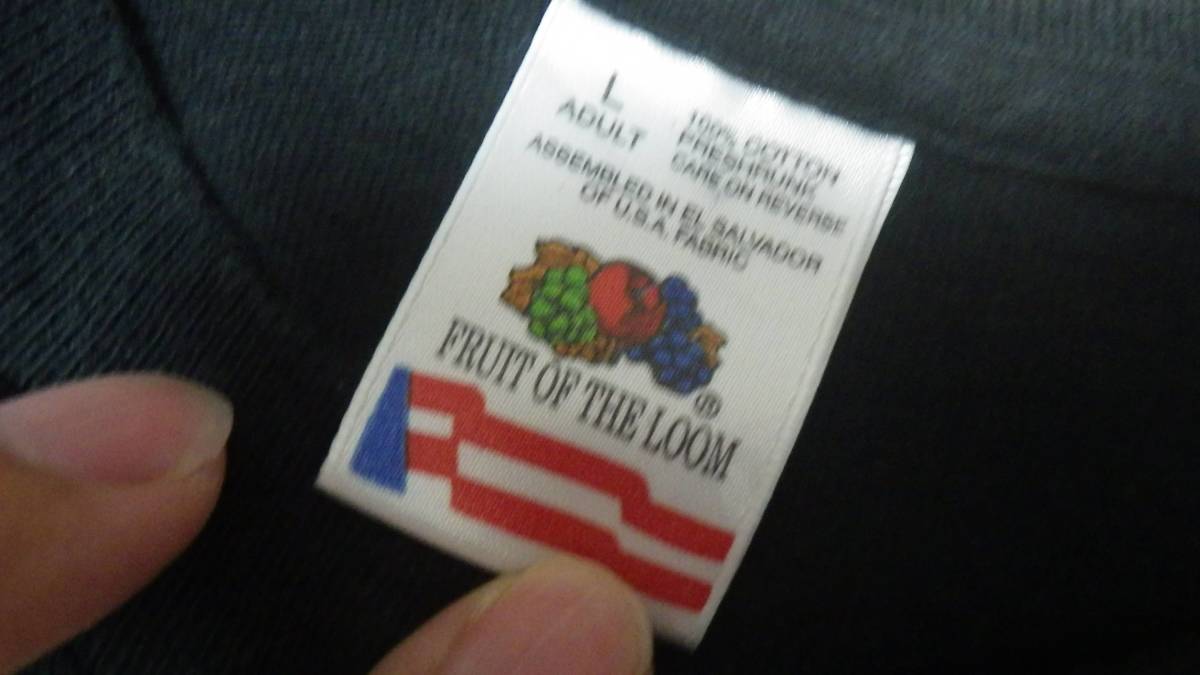 L
ADULT
100% COTTON
PRESHRUNK
CARE ON REVERSE
ASSEMBLED IN EL SALVADOR
OF U.S.A. FABRIC
®
FRUIT OF THE LOOM